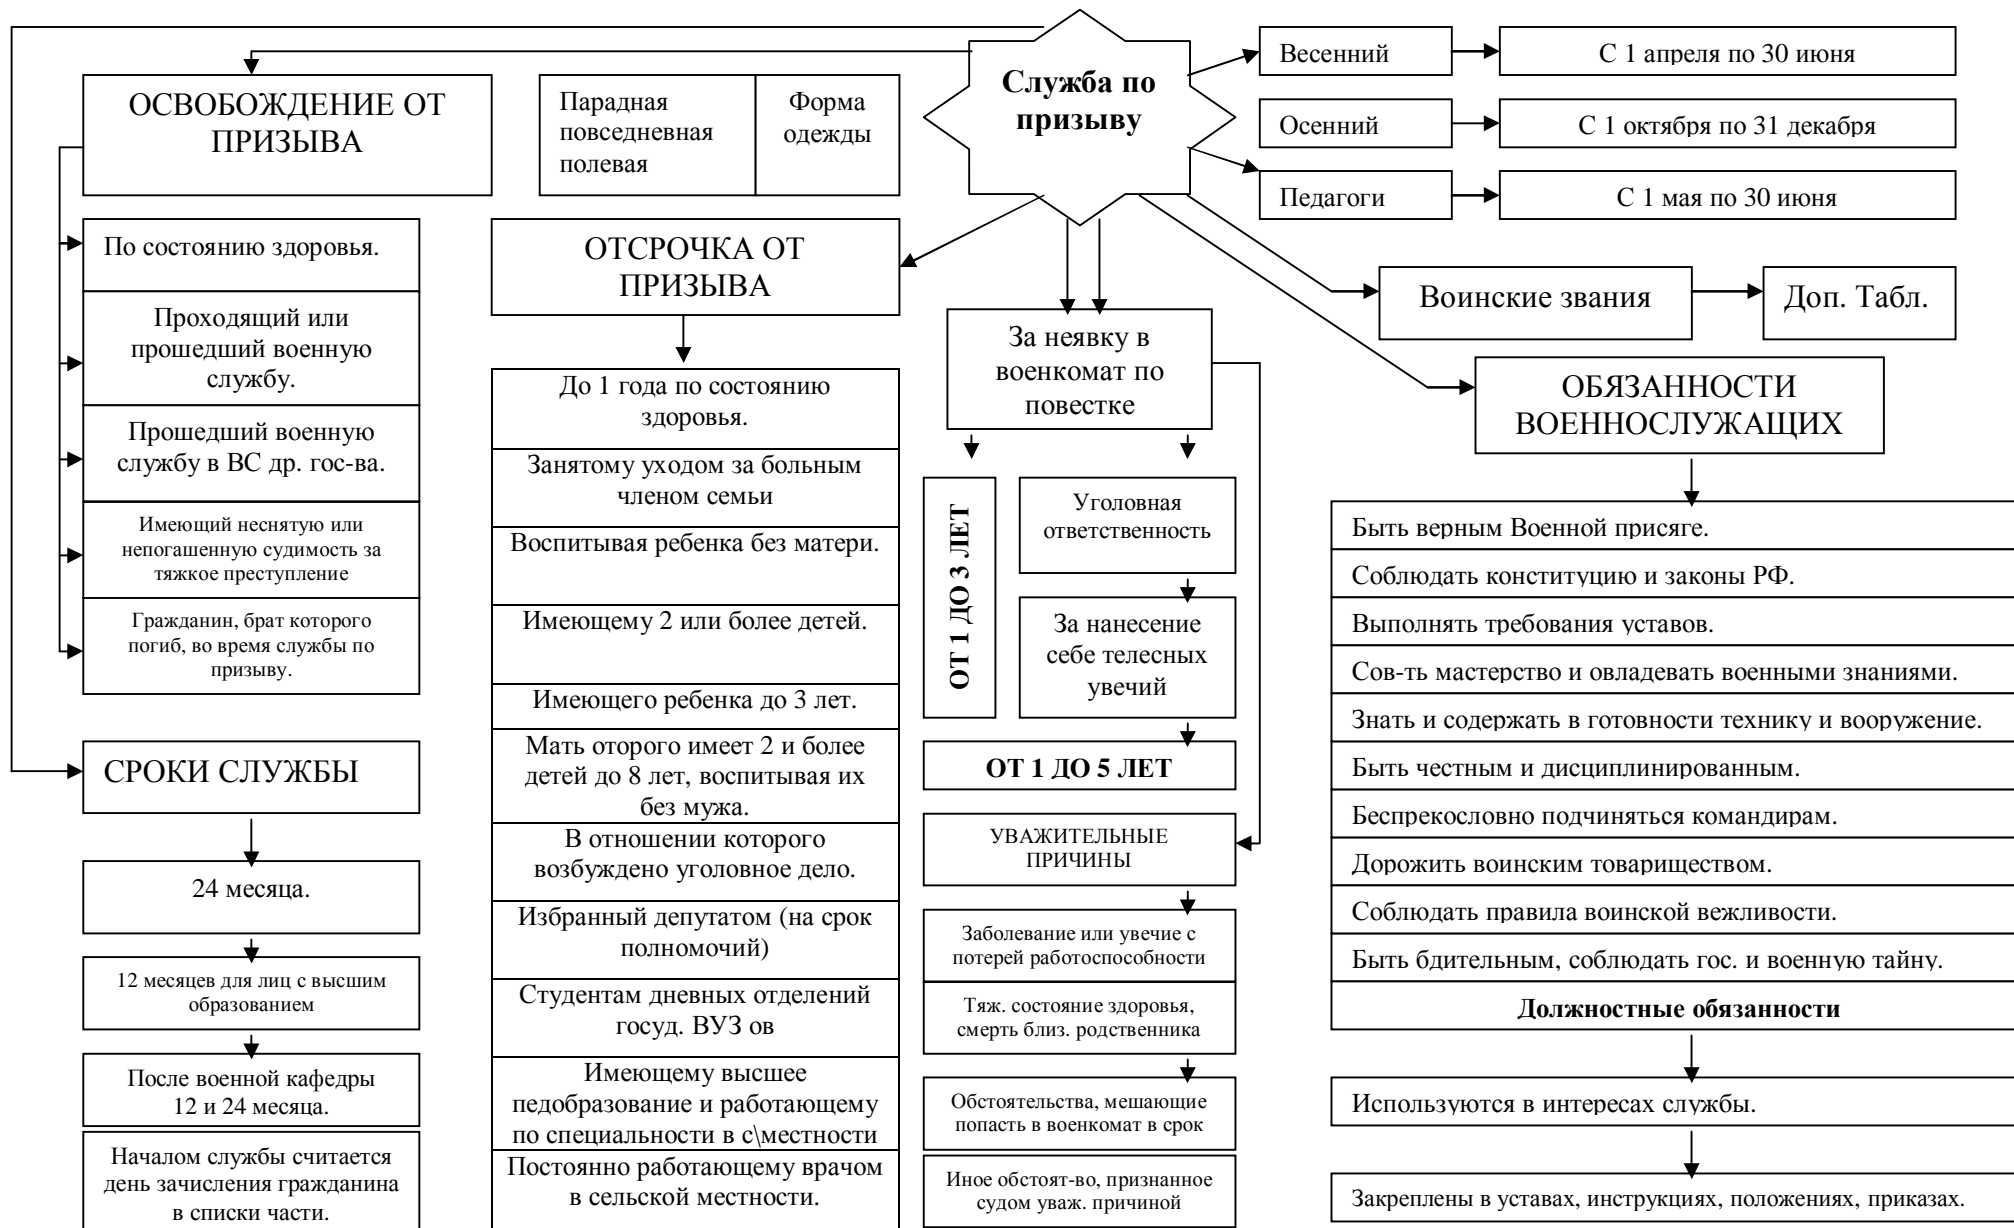 Служба по
призыву
Весенний
С 1 апреля по 30 июня
Осенний
С 1 октября по 31 декабря
Педагоги
С 1 мая по 30 июня
ОСВОБОЖДЕНИЕ ОТ
ПРИЗЫВА
Парадная
повседневная
полевая
Форма
одежды
По состоянию здоровья.
Проходящий или
прошедший военную
службу.
Прошедший военную
службу в ВС др. гос-ва.
Имеющий неснятую или
непогашенную судимость за
тяжкое преступление
Гражданин, брат которого
погиб, во время службы по
призыву.
СРОКИ СЛУЖБЫ
24 месяца.
12 месяцев для лиц с высшим
образованием
После военной кафедры
12 и 24 месяца.
Началом службы считается
день зачисления гражданина
в списки части.
ОТСРОЧКА ОТ
ПРИЗЫВА
До 1 года по состоянию
здоровья.
Занятому уходом за больным
членом семьи
Воспитывая ребенка без матери.
Имеющему 2 или более детей.
Имеющего ребенка до 3 лет.
Мать оторого имеет 2 и более
детей до 8 лет, воспитывая их
без мужа.
В отношении которого
возбуждено уголовное дело.
Избранный депутатом (на срок
полномочий)
Студентам дневных отделений
госуд. ВУЗ ов
Имеющему высшее
педобразование и работающему
по специальности в с\местности
Постоянно работающему врачом
в сельской местности.
За неявку в
военкомат по
повестке
ОТ 1 ДО 3 ЛЕТ
Уголовная
ответственность
За нанесение
себе телесных
увечий
ОТ 1 ДО 5 ЛЕТ
УВАЖИТЕЛЬНЫЕ
ПРИЧИНЫ
Заболевание или увечие с
потерей работоспособности
Тяж. состояние здоровья,
смерть близ. родственника
Обстоятельства, мешающие
попасть в военкомат в срок
Иное обстоят-во, признанное
судом уваж. причиной
Воинские звания
Доп. Табл.
ОБЯЗАННОСТИ
ВОЕННОСЛУЖАЩИХ
Быть верным Военной присяге.
Соблюдать конституцию и законы РФ.
Выполнять требования уставов.
Сов-ть мастерство и овладевать военными знаниями.
Знать и содержать в готовности технику и вооружение.
Быть честным и дисциплинированным.
Беспрекословно подчиняться командирам.
Дорожить воинским товариществом.
Соблюдать правила воинской вежливости.
Быть бдительным, соблюдать гос. и военную тайну.
Должностные обязанности
Используются в интересах службы.
Закреплены в уставах, инструкциях, положениях, приказах.